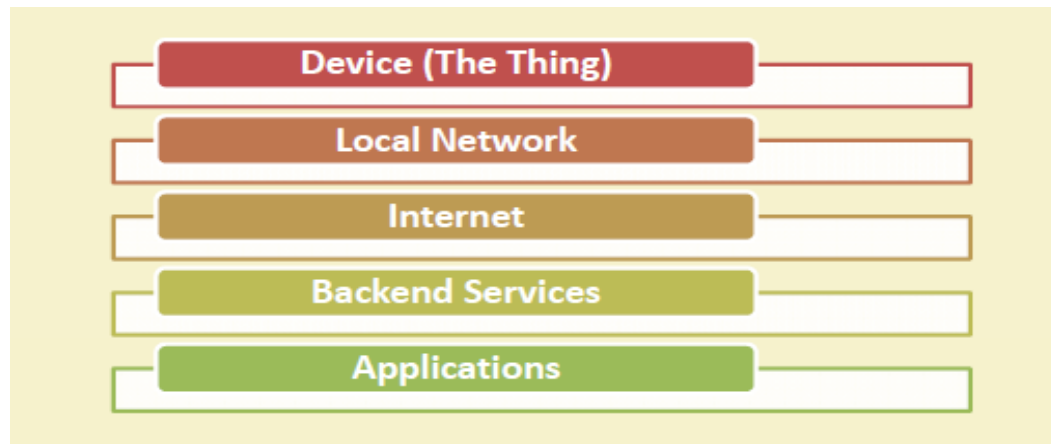 Device (The Thing)
Local Network
Internet
Backend Services
Applications